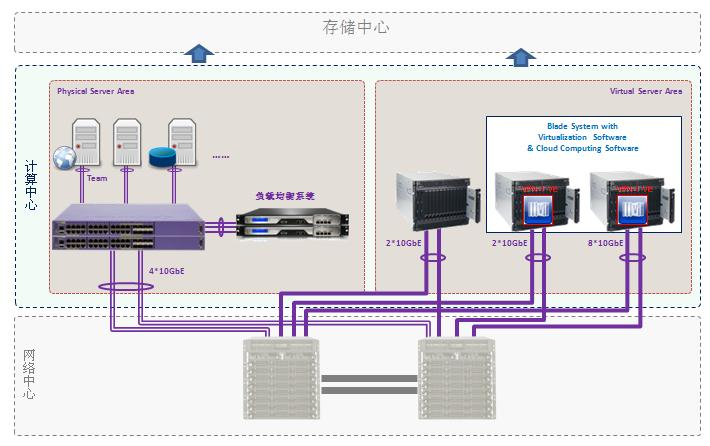 存储中心
计算中心
Physical Server Area
Virtual Server Area
Blade System with
Virtualization Software
& Cloud Computing Software
……
Team
负载均衡系统
2*10GbE
2*10GbE
8*10GbE
4*10GbE
网络中心